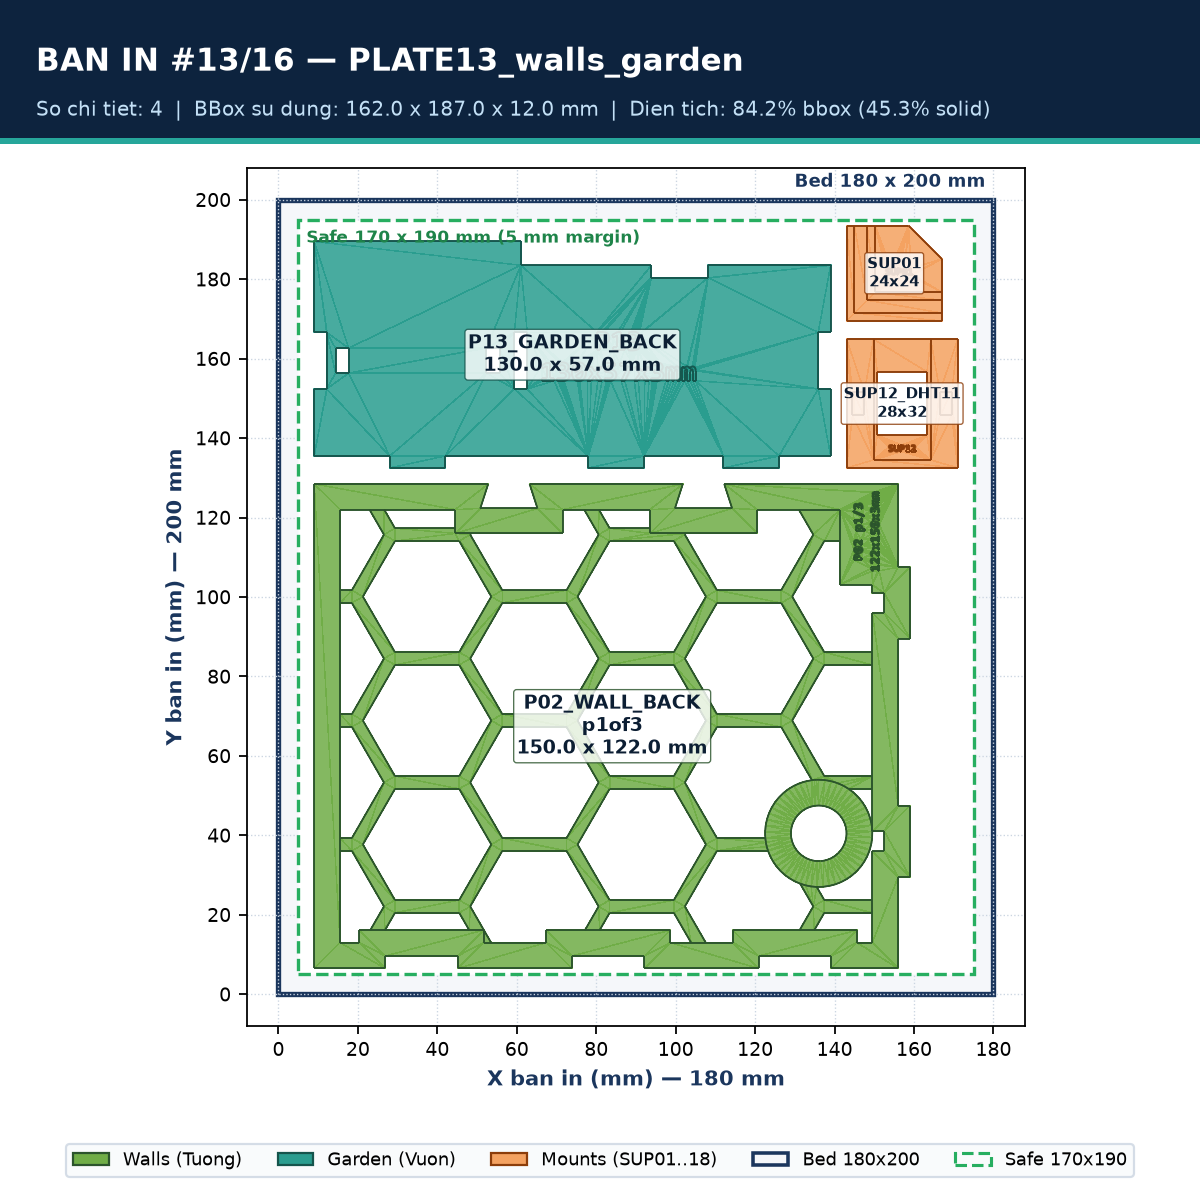 BAN IN #13/16 — PLATE13_walls_garden
So chi tiet: 4 | BBox su dung: 162.0 x 187.0 x 12.0 mm | Dien tich: 84.2% bbox (45.3% solid)
Bed 180 x 200 mm
Safe 170 x 190 mm (5 mm margin)
SUP01
24x24
P13_GARDEN_BACK
130.0 x 57.0 mm
SUP12_DHT11
28x32
SUP12
P02 p1/3
122x150x3mm
P02_WALL_BACK
p1of3
150.0 x 122.0 mm
Y ban in (mm) — 200 mm
200
180
160
140
120
100
80
60
40
20
0
0 20 40 60 80 100 120 140 160 180
X ban in (mm) — 180 mm
Walls (Tuong)
Garden (Vuon)
Mounts (SUP01..18)
Bed 180x200
Safe 170x190